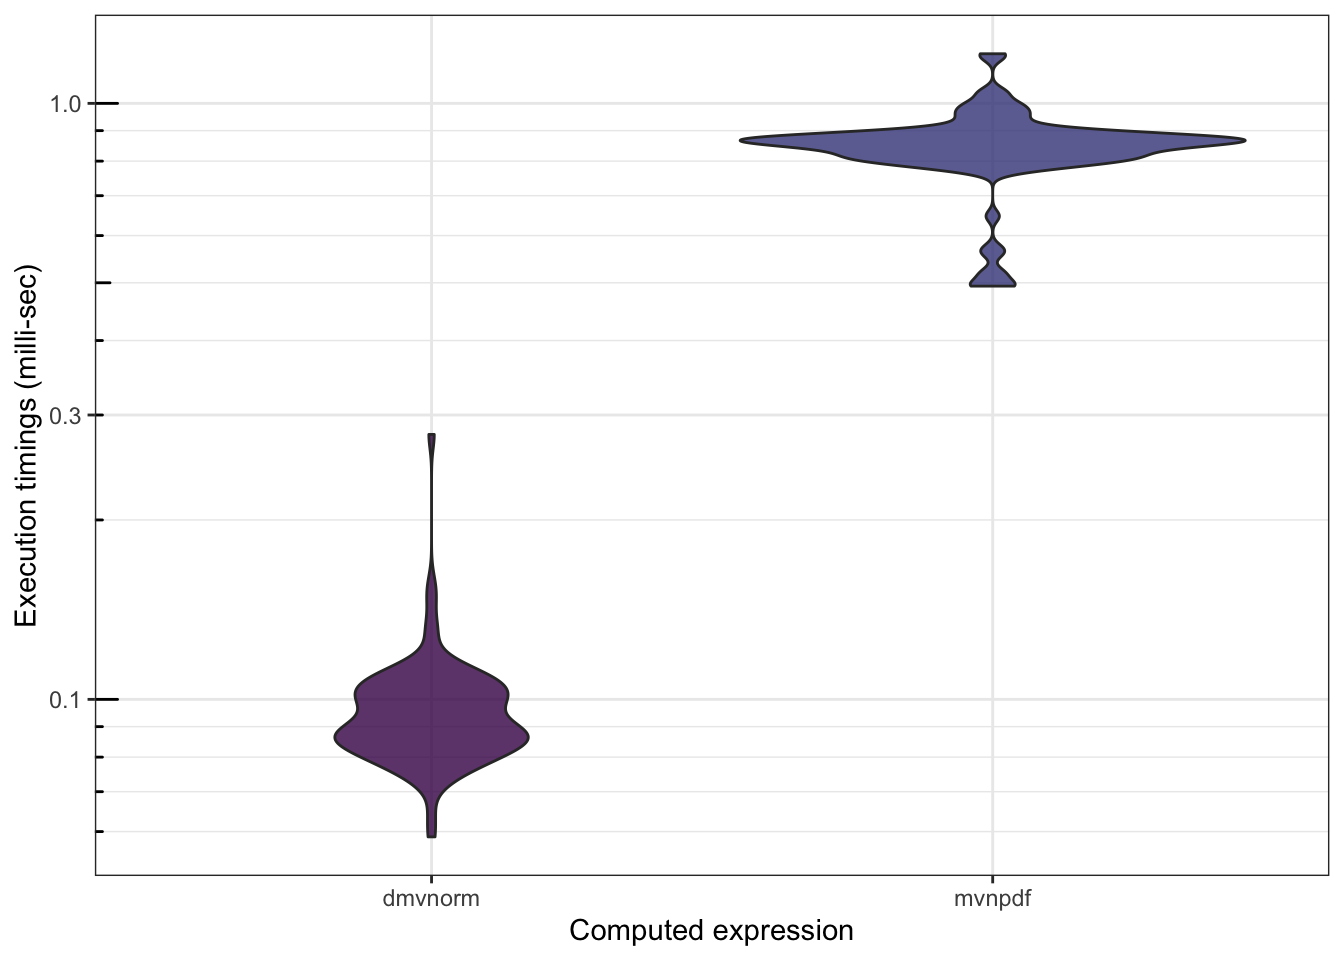 Execution timings (milli-sec)
1.0
0.3
0.1
dmvnorm
mvnpdf
Computed expression